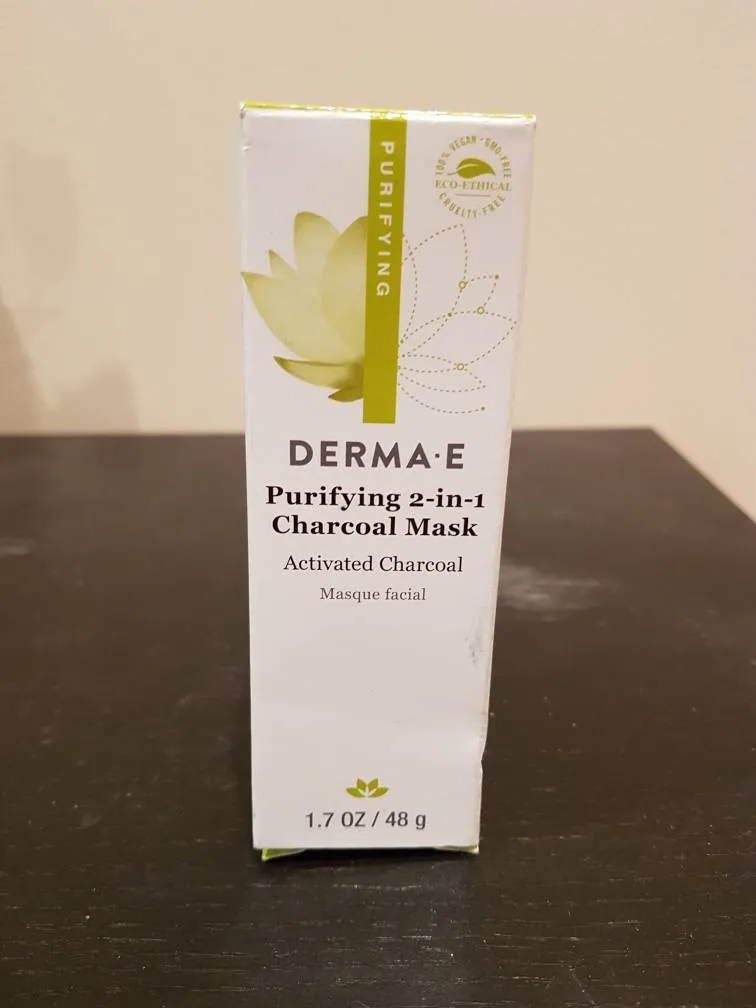 PURIFYING
100% VEGAN - GMO-FREE
ECO-ETHICAL
CRUELTY-FREE
DERMA·E
Purifying 2-in-1
Charcoal Mask
Activated Charcoal
Masque facial
1.7 OZ / 48 g